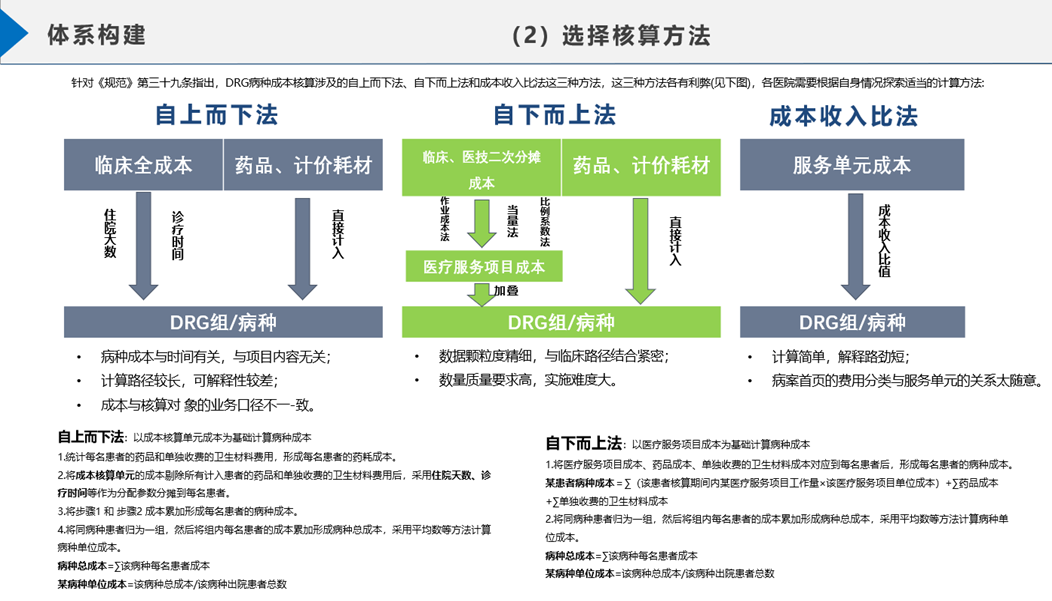 体系构建
（2）选择核算方法
针对《规范》第三十九条指出，DRG病种成本核算涉及的自上而下法、自下而上法和成本收入比法这三种方法，这三种方法各有利弊(见下图)，各医院需要根据自身情况探索适当的计算方法:
自上而下法
临床全成本
药品、计价耗材
住院天数
诊疗时间
直接计入
DRG组/病种
• 病种成本与时间有关，与项目内容无关；
• 计算路径较长，可解释性较差；
• 成本与核算对 象的业务口径不一-致。
自下而上法
临床、医技二次分摊
成本
药品、计价耗材
作业成本法
当量法
比例系数法
直接计入
医疗服务项目成本
加叠
DRG组/病种
• 数据颗粒度精细，与临床路径结合紧密；
• 数量质量要求高，实施难度大。
成本收入比法
服务单元成本
成本收入比值
DRG组/病种
• 计算简单，解释路劲短；
• 病案首页的费用分类与服务单元的关系太随意。
自上而下法：以成本核算单元成本为基础计算病种成本
1.统计每名患者的药品和单独收费的卫生材料费用，形成每名患者的药耗成本。
2.将成本核算单元的成本剔除所有计入患者的药品和单独收费的卫生材料费用后，采用住院天数、诊
疗时间等作为分配参数分摊到每名患者。
3.将步骤1 和 步骤2 成本累加形成每名患者的病种成本。
4.将同病种患者归为一组，然后将组内每名患者的成本累加形成病种总成本，采用平均数等方法计算
病种单位成本。
病种总成本=∑该病种每名患者成本
某病种单位成本=该病种总成本/该病种出院患者总数
自下而上法：以医疗服务项目成本为基础计算病种成本
1.将医疗服务项目成本、药品成本、单独收费的卫生材料成本对应到每名患者后，形成每名患者的病种成本。
某患者病种成本＝∑（该患者核算期间内某医疗服务项目工作量×该医疗服务项目单位成本）+∑药品成本
+∑单独收费的卫生材料成本
2.将同病种患者归为一组，然后将组内每名患者的成本累加形成病种总成本，采用平均数等方法计算病种单
位成本。
病种总成本=∑该病种每名患者成本
某病种单位成本=该病种总成本/该病种出院患者总数